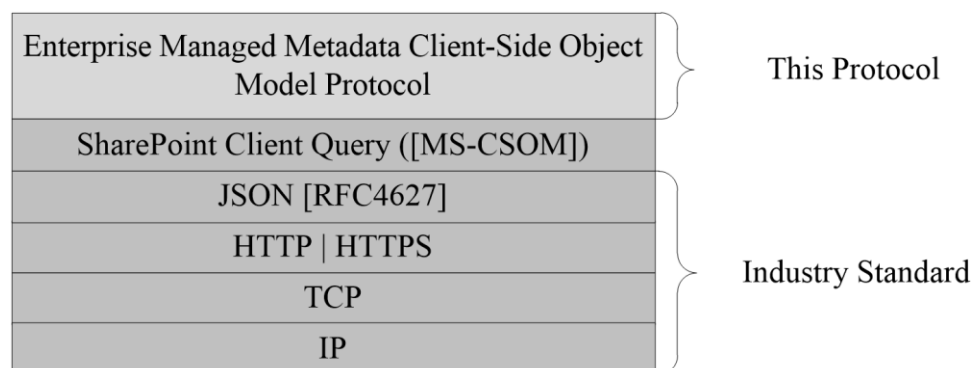 Enterprise Managed Metadata Client-Side Object
Model Protocol
This Protocol
SharePoint Client Query ([MS-CSOM])
JSON [RFC4627]
HTTP | HTTPS
TCP
IP
Industry Standard